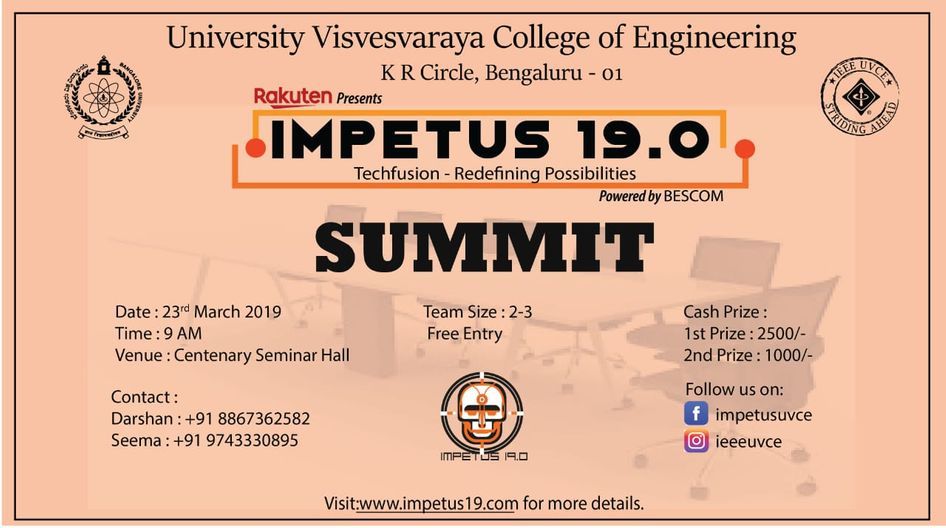 University Visvesvaraya College of Engineering
K R Circle, Bengaluru - 01
Rakuten Presents
IMPETUS 19.0
Techfusion - Redefining Possibilities
Powered by BESCOM
SUMMIT
Date : 23rd March 2019
Time : 9 AM
Venue : Centenary Seminar Hall
Team Size : 2-3
Free Entry
Cash Prize :
1st Prize : 2500/-
2nd Prize : 1000/-
Contact :
Darshan : +91 8867362582
Seema : +91 9743330895
IMPETUS 19.0
Follow us on:
impetusuvce
ieeeuvce
Visit:www.impetus19.com for more details.
BANGALORE UNIVERSITY
IEEE UVCE
STRIDING AHEAD